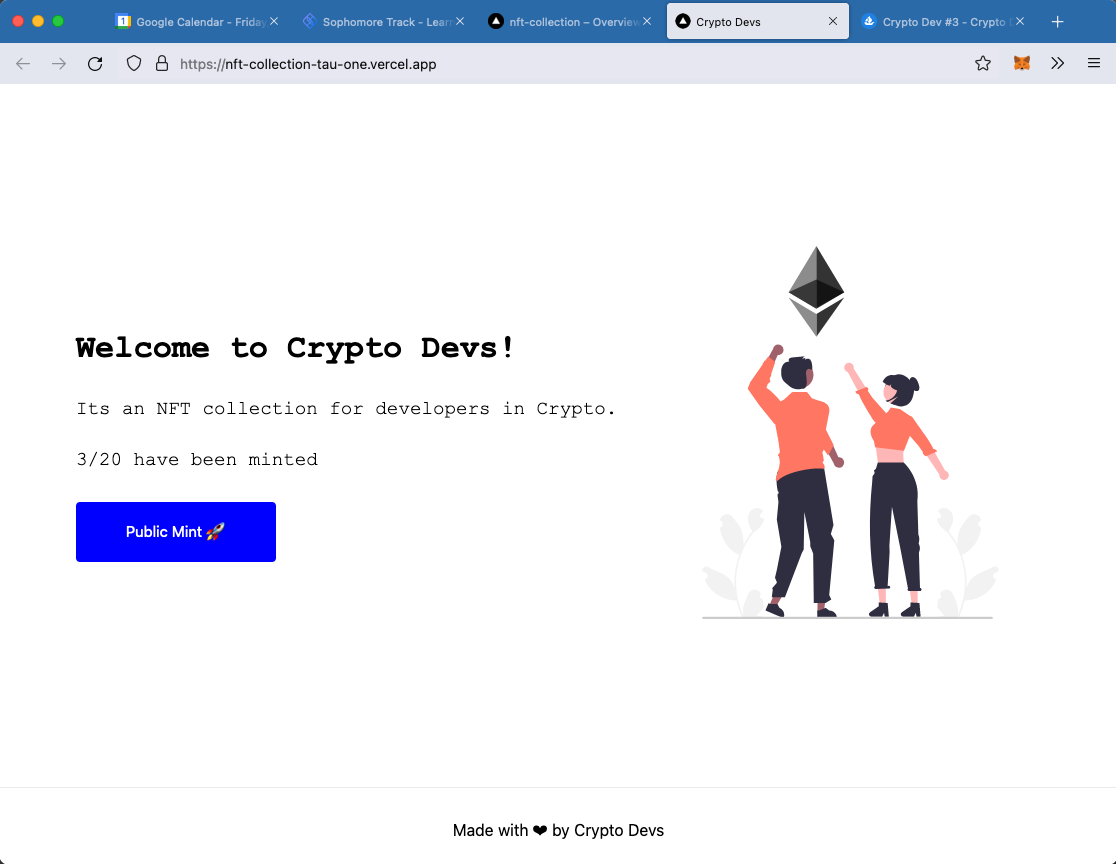 1 Google Calendar - Friday
Sophomore Track - Lear
nft-collection – Overview
Crypto Devs
Crypto Dev #3 - Crypto
https://nft-collection-tau-one.vercel.app
Welcome to Crypto Devs!
Its an NFT collection for developers in Crypto.
3/20 have been minted
Public Mint 🚀
Made with ❤ by Crypto Devs